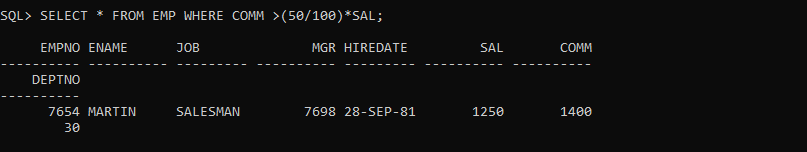 SQL> SELECT * FROM EMP WHERE COMM >(50/100)*SAL;
     EMPNO ENAME      JOB              MGR HIREDATE         SAL       COMM
---------- ---------- --------- ---------- --------- ---------- ----------
    DEPTNO
----------
      7654 MARTIN     SALESMAN        7698 28-SEP-81       1250       1400
        30